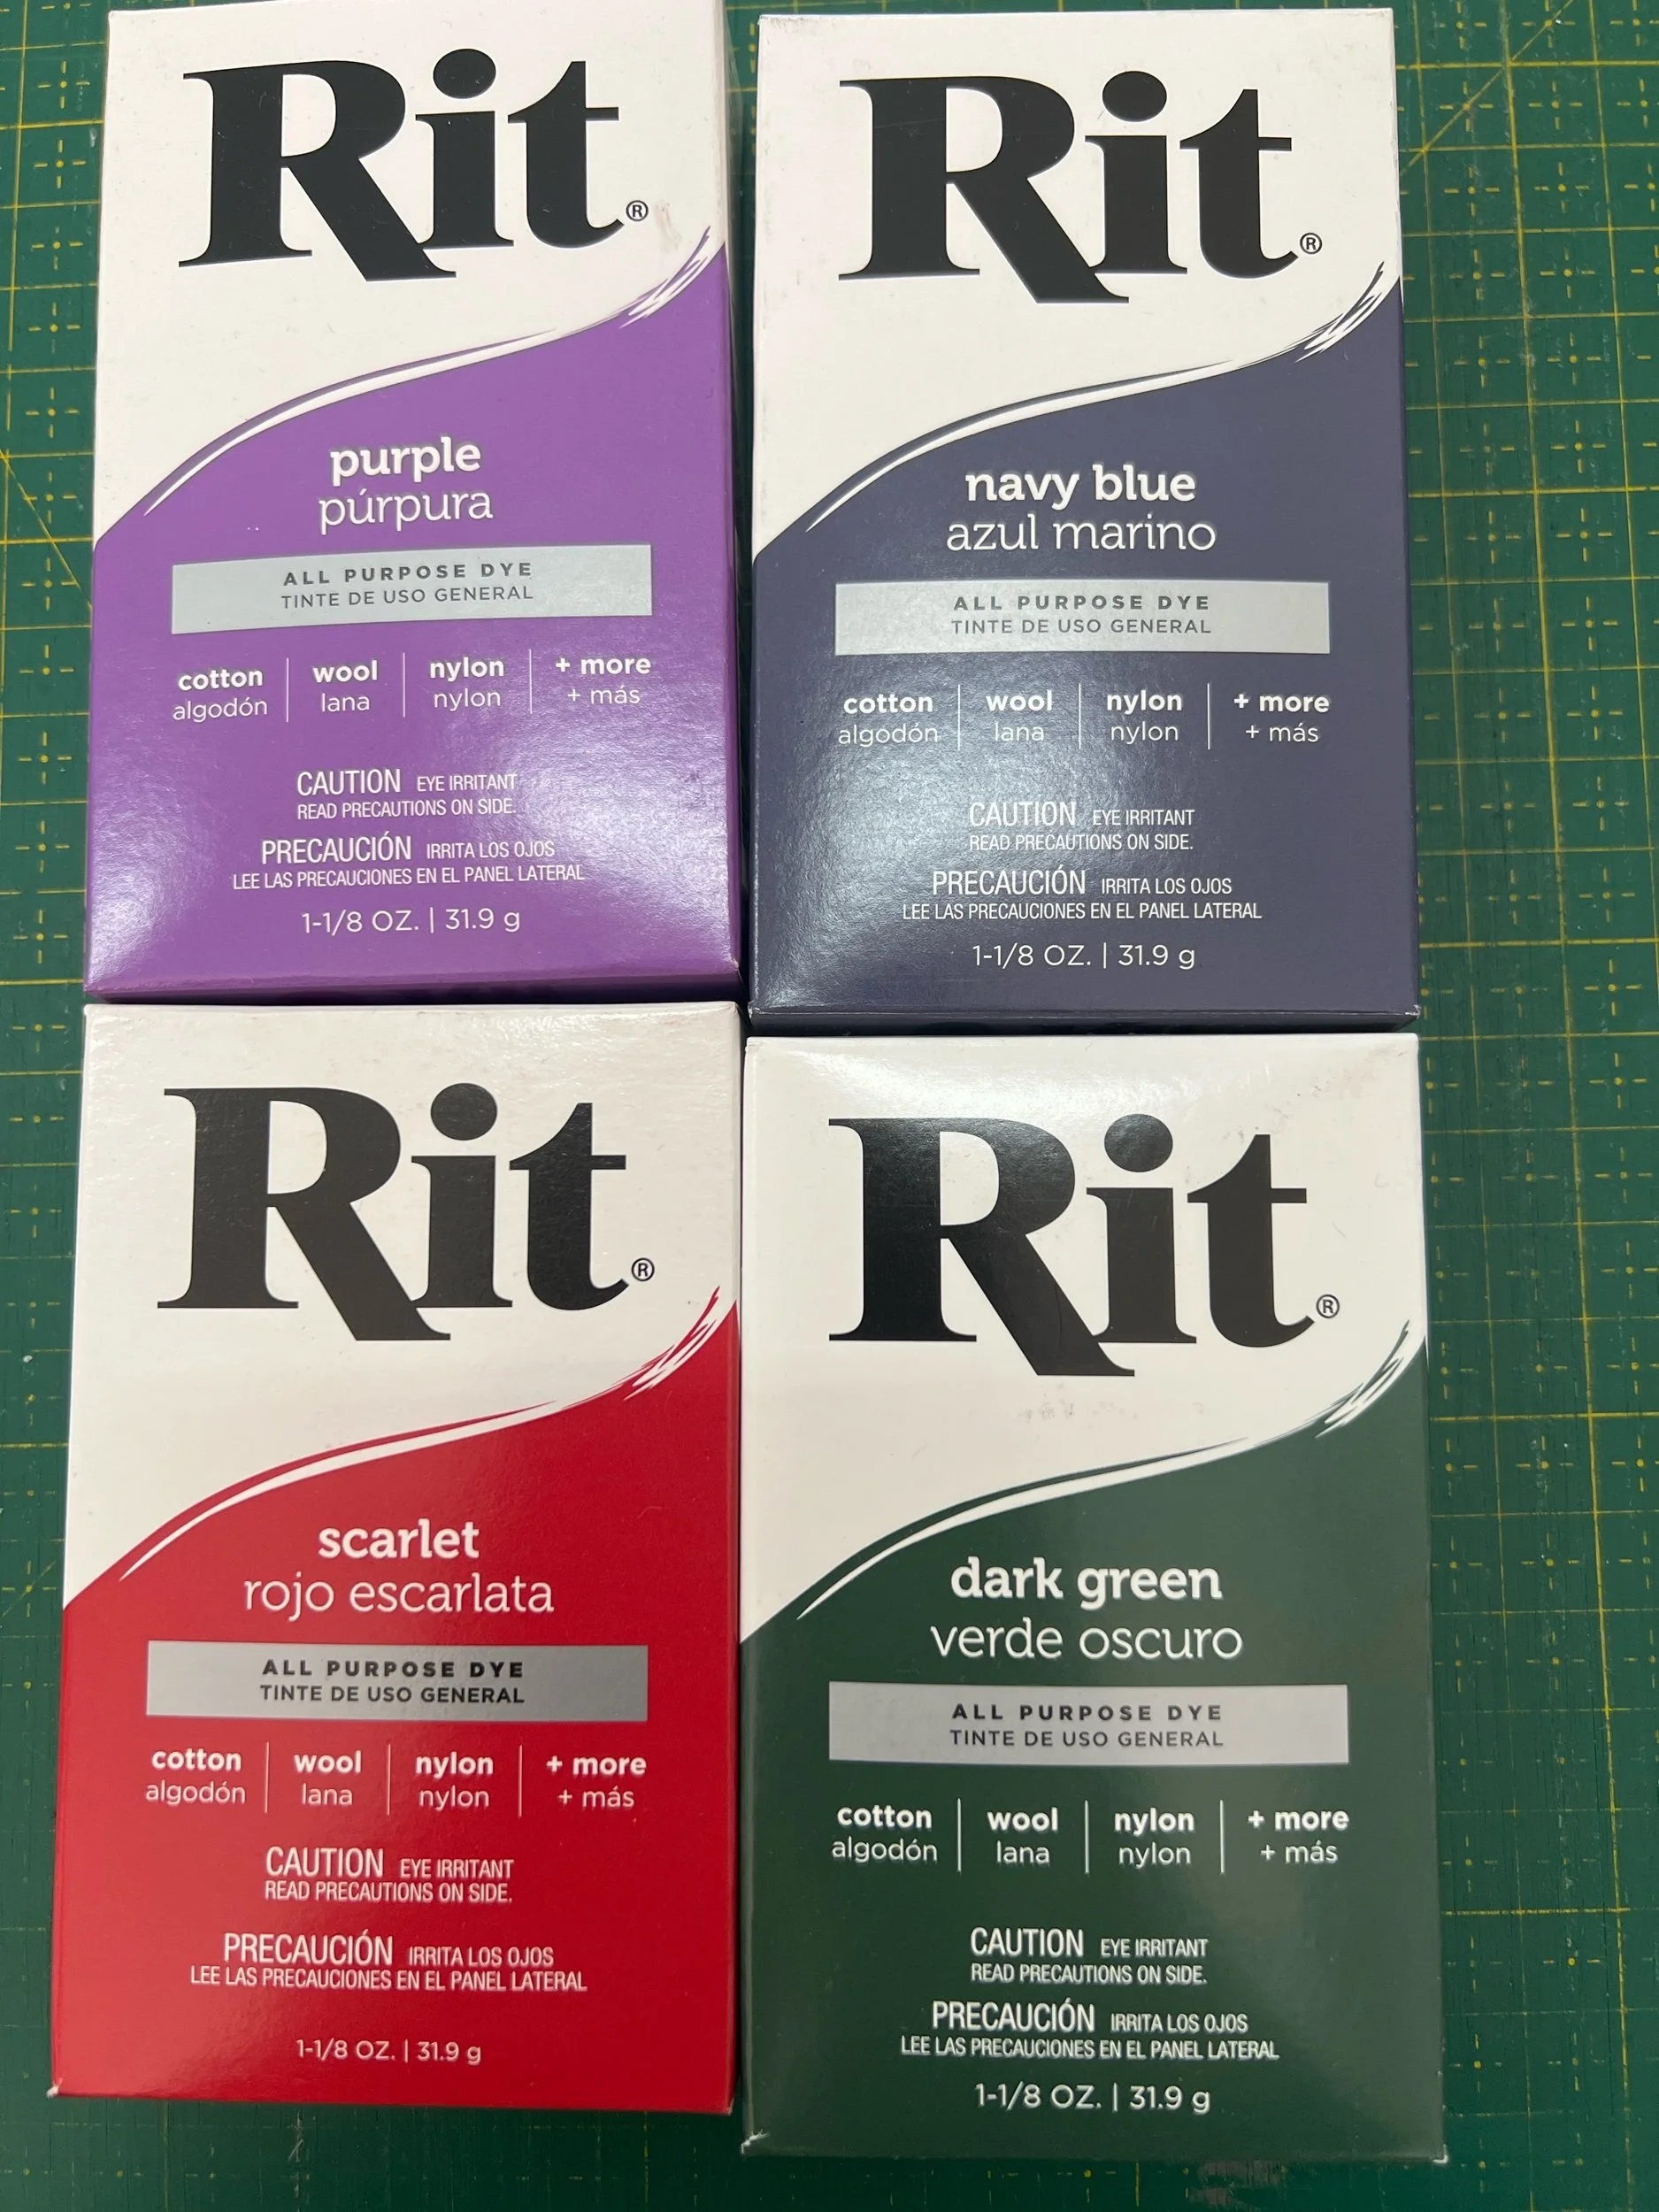 Rit®
purple
púrpura
ALL PURPOSE DYE
TINTE DE USO GENERAL
cotton | wool | nylon | + more
algodón | lana | nylon | + más
CAUTION EYE IRRITANT
READ PRECAUTIONS ON SIDE.
PRECAUCIÓN IRRITA LOS OJOS
LEE LAS PRECAUCIONES EN EL PANEL LATERAL
1-1/8 OZ. | 31.9 g
Rit®
navy blue
azul marino
ALL PURPOSE DYE
TINTE DE USO GENERAL
cotton | wool | nylon | + more
algodón | lana | nylon | + más
CAUTION EYE IRRITANT
READ PRECAUTIONS ON SIDE.
PRECAUCIÓN IRRITA LOS OJOS
LEE LAS PRECAUCIONES EN EL PANEL LATERAL
1-1/8 OZ. | 31.9 g
Rit®
scarlet
rojo escarlata
ALL PURPOSE DYE
TINTE DE USO GENERAL
cotton | wool | nylon | + more
algodón | lana | nylon | + más
CAUTION EYE IRRITANT
READ PRECAUTIONS ON SIDE.
PRECAUCIÓN IRRITA LOS OJOS
LEE LAS PRECAUCIONES EN EL PANEL LATERAL
1-1/8 OZ. | 31.9 g
Rit®
dark green
verde oscuro
ALL PURPOSE DYE
TINTE DE USO GENERAL
cotton | wool | nylon | + more
algodón | lana | nylon | + más
CAUTION EYE IRRITANT
READ PRECAUTIONS ON SIDE.
PRECAUCIÓN IRRITA LOS OJOS
LEE LAS PRECAUCIONES EN EL PANEL LATERAL
1-1/8 OZ. | 31.9 g